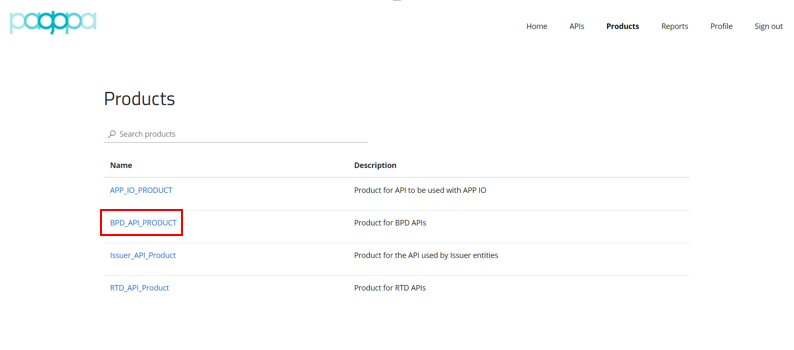 Home APIs Products Reports Profile Sign out
Products
Search products
Name Description
APP_IO_PRODUCT Product for API to be used with APP IO
BPD_API_PRODUCT Product for BPD APIs
Issuer_API_Product Product for the API used by Issuer entities
RTD_API_Product Product for RTD APIs